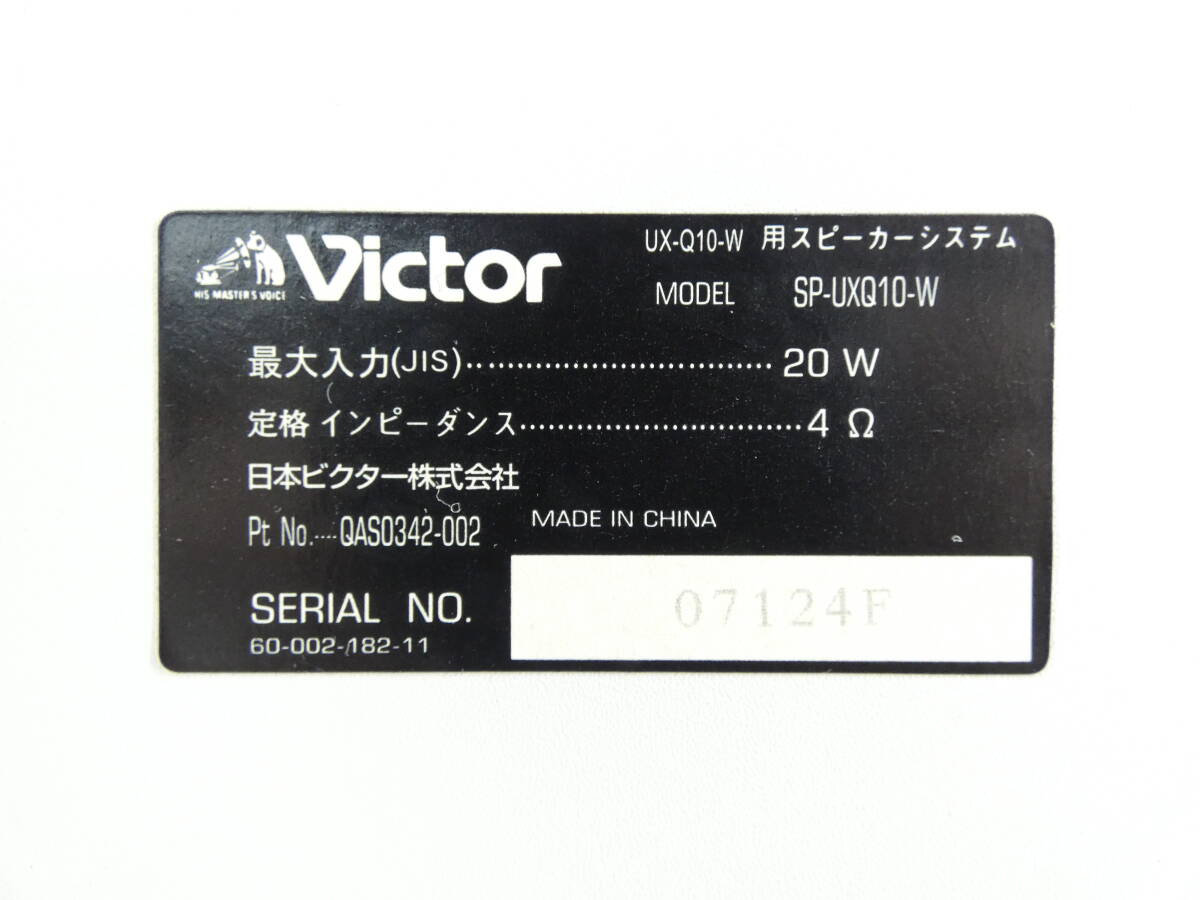 HIS MASTER'S VOICE
Victor
UX-Q10-W 用スピーカーシステム
MODEL SP-UXQ10-W
最大入力(JIS)................................ 20 W
定格 インピーダンス.............................. 4 Ω
日本ビクター株式会社
Pt No.---- QAS0342-002
MADE IN CHINA
SERIAL NO. 07124F
60-002-182-11